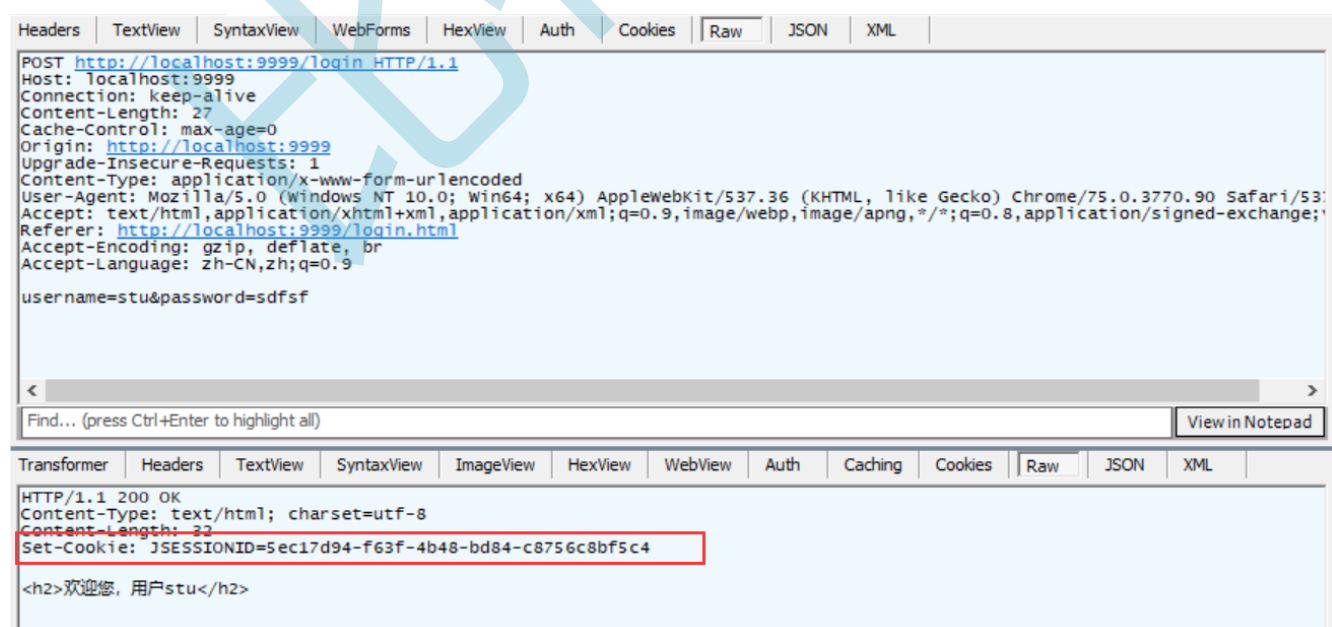 Headers TextView SyntaxView WebForms HexView Auth Cookies Raw JSON XML
POST http://localhost:9999/login HTTP/1.1
Host: localhost:9999
Connection: keep-alive
Content-Length: 27
Cache-Control: max-age=0
Origin: http://localhost:9999
Upgrade-Insecure-Requests: 1
Content-Type: application/x-www-form-urlencoded
User-Agent: Mozilla/5.0 (Windows NT 10.0; Win64; x64) AppleWebKit/537.36 (KHTML, like Gecko) Chrome/75.0.3770.90 Safari/53
Accept: text/html,application/xhtml+xml,application/xml;q=0.9,image/webp,image/apng,*/*;q=0.8,application/signed-exchange;
Referer: http://localhost:9999/login.html
Accept-Encoding: gzip, deflate, br
Accept-Language: zh-CN,zh;q=0.9
username=stu&password=sdfsf
Find... (press Ctrl+Enter to highlight all) View in Notepad
Transformer Headers TextView SyntaxView ImageView HexView WebView Auth Caching Cookies Raw JSON XML
HTTP/1.1 200 OK
Content-Type: text/html; charset=utf-8
Content-Length: 32
Set-Cookie: JSESSIONID=5ec17d94-f63f-4b48-bd84-c8756c8bf5c4
<h2>欢迎您, 用户stu</h2>